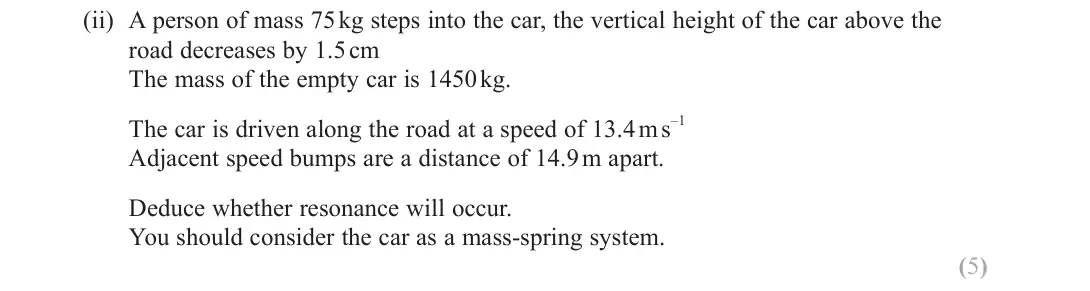 (ii) A person of mass 75 kg steps into the car, the vertical height of the car above the
road decreases by 1.5 cm
The mass of the empty car is 1450 kg.
The car is driven along the road at a speed of 13.4 m s⁻¹
Adjacent speed bumps are a distance of 14.9 m apart.
Deduce whether resonance will occur.
You should consider the car as a mass-spring system.
(5)